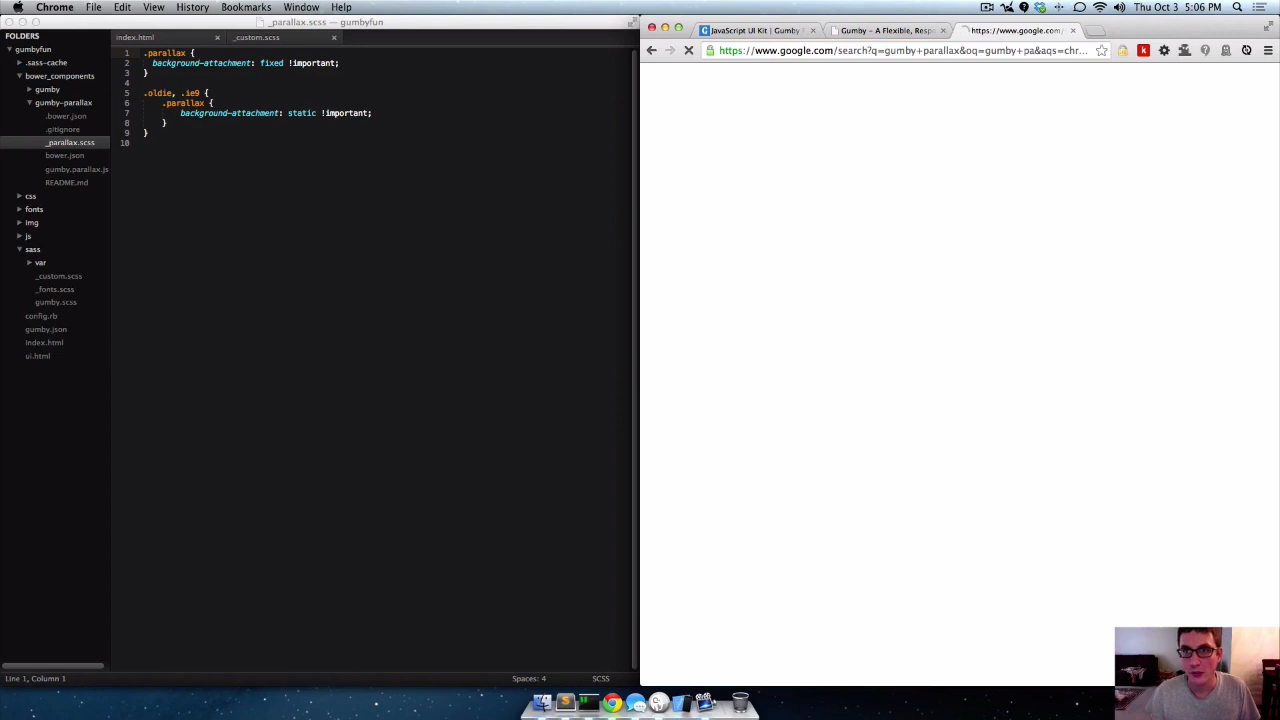 Chrome File Edit View History Bookmarks Window Help
Thu Oct 3 5:06 PM
_parallax.scss — gumbyfun
FOLDERS
gumbyfun
.sass-cache
bower_components
gumby
gumby-parallax
.bower.json
.gitignore
_parallax.scss
bower.json
gumby.parallax.js
README.md
css
fonts
img
js
sass
var
_custom.scss
_fonts.scss
gumby.scss
config.rb
gumby.json
index.html
ui.html
index.html
_custom.scss
1 .parallax {
2 background-attachment: fixed !important;
3 }
4
5 .oldie, .ie9 {
6 .parallax {
7 background-attachment: static !important;
8 }
9 }
10
Line 1, Column 1
Spaces: 4
SCSS
JavaScript UI Kit | Gumby
Gumby – A Flexible, Respo
https://www.google.com/
https://www.google.com/search?q=gumby+parallax&oq=gumby+pa&aqs=chr...